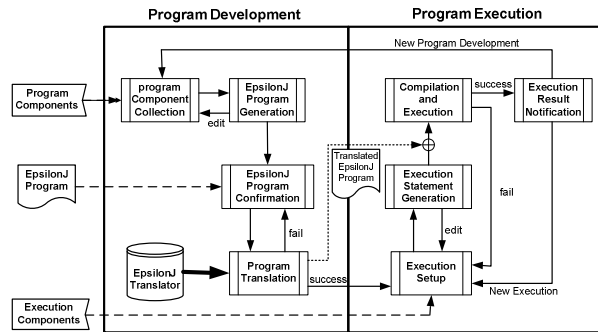 Program Development
Program Execution
New Program Development
Program
Components
program
Component
Collection
EpsilonJ
Program
Generation
edit
Compilation
and
Execution
success
Execution
Result
Notification
EpsilonJ
Program
EpsilonJ
Program
Confirmation
Translated
EpsilonJ
Program
Execution
Statement
Generation
fail
fail
edit
EpsilonJ
Translator
Program
Translation
success
Execution
Setup
New Execution
Execution
Components